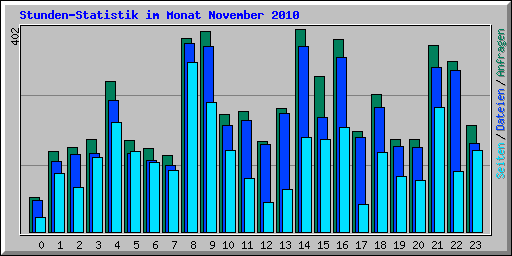 Stunden-Statistik im Monat November 2010
402
Seiten/Dateien/Anfragen
0 1 2 3 4 5 6 7 8 9 10 11 12 13 14 15 16 17 18 19 20 21 22 23